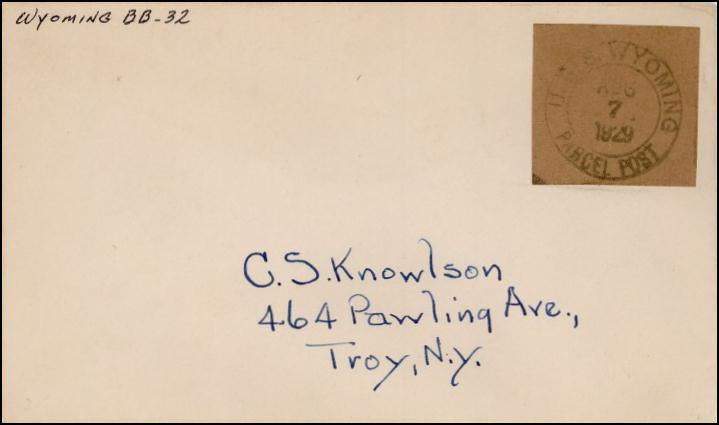 WYOMING BB-32
U.S.S. WYOMING
AUG
7
1929
PARCEL POST
C.S. Knowlson
464 Pawling Ave.,
Troy, N.Y.